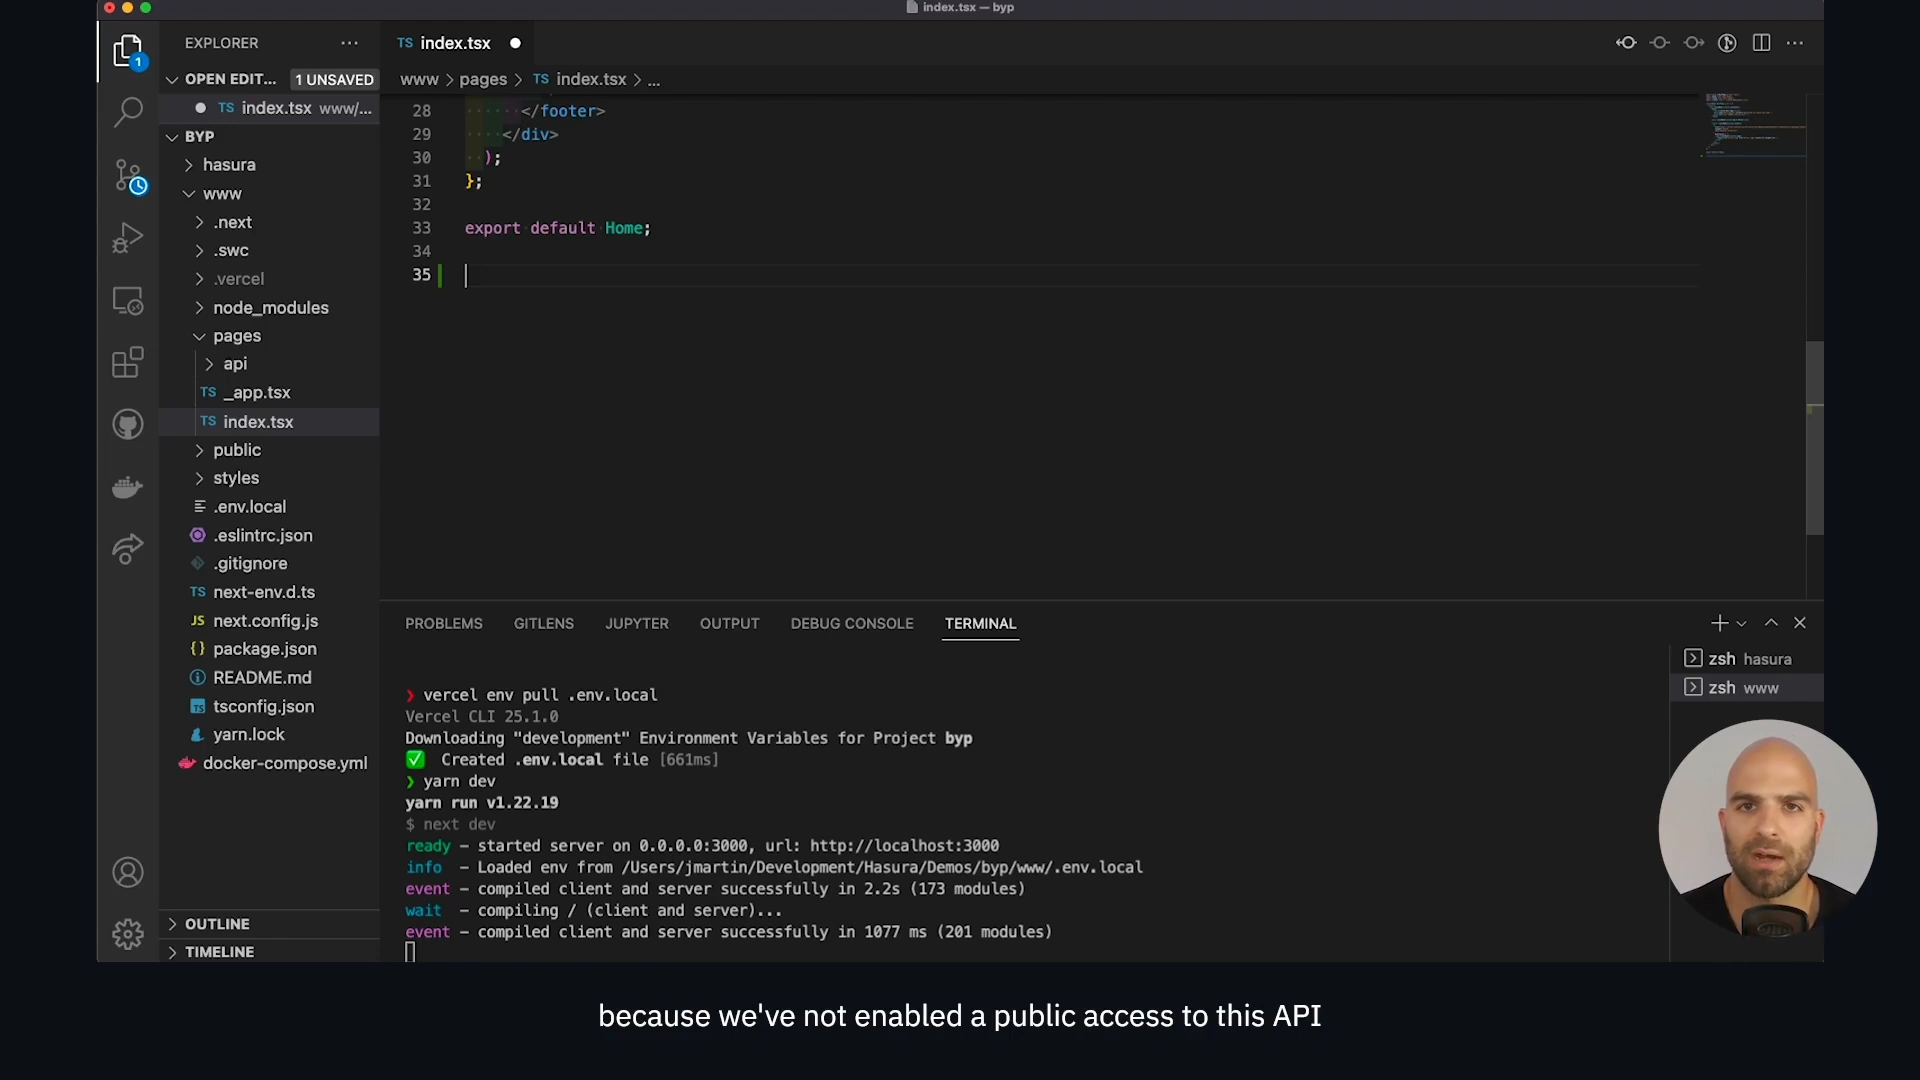 index.tsx — byp
EXPLORER
TS index.tsx
OPEN EDIT... 1 UNSAVED
www > pages > TS index.tsx > ...
TS index.tsx www/...
BYP
hasura
www
.next
.swc
.vercel
node_modules
pages
api
TS _app.tsx
TS index.tsx
public
styles
.env.local
.eslintrc.json
.gitignore
TS next-env.d.ts
JS next.config.js
{} package.json
README.md
TS tsconfig.json
yarn.lock
docker-compose.yml
OUTLINE
TIMELINE
1
28 ······</footer>
29 ····</div>
30 ··);
31 };
32
33 export·default·Home;
34
35
PROBLEMS GITLENS JUPYTER OUTPUT DEBUG CONSOLE TERMINAL
zsh hasura
zsh www
❯ vercel env pull .env.local
Vercel CLI 25.1.0
Downloading "development" Environment Variables for Project byp
✅ Created .env.local file [661ms]
❯ yarn dev
yarn run v1.22.19
$ next dev
ready - started server on 0.0.0.0:3000, url: http://localhost:3000
info - Loaded env from /Users/jmartin/Development/Hasura/Demos/byp/www/.env.local
event - compiled client and server successfully in 2.2s (173 modules)
wait - compiling / (client and server)...
event - compiled client and server successfully in 1077 ms (201 modules)
because we've not enabled a public access to this API